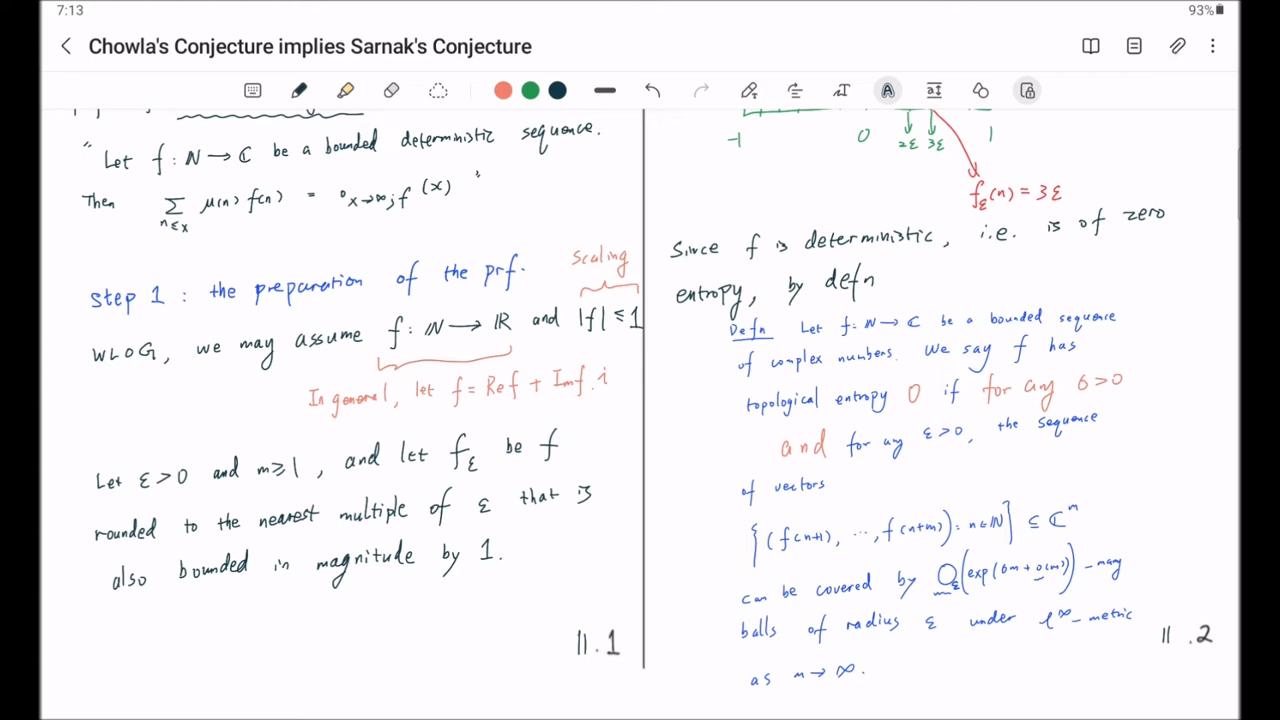 7:13
93%
Chowla's Conjecture implies Sarnak's Conjecture
"Let f : ℕ → ℂ be a bounded deterministic sequence.
Then ∑_{n≤x} μ(n) f(n) = o_{x→∞;f}(x)"
Step 1 : the preparation of the prf.
Scaling
WLOG, we may assume f : ℕ → ℝ and |f| ≤ 1
In general, let f = Re f + Im f · i
Let ε > 0 and m ≥ 1, and let f_ε be f
rounded to the nearest multiple of ε that is
also bounded in magnitude by 1.
11.1
-1 0 2ε 3ε 1
f_ε(n) = 3ε
Since f is deterministic, i.e. is of zero
entropy, by defn
Defn Let f : ℕ → ℂ be a bounded sequence
of complex numbers. We say f has
topological entropy 0 if for any 6 > 0
and for any ε > 0, the sequence
of vectors
{(f(n+1), ..., f(n+m)) : n ∈ ℕ} ⊆ ℂ^m
can be covered by O_ε(exp(6m + o(m))) - many
balls of radius ε under ℓ^∞ - metric
as m → ∞.
11.2